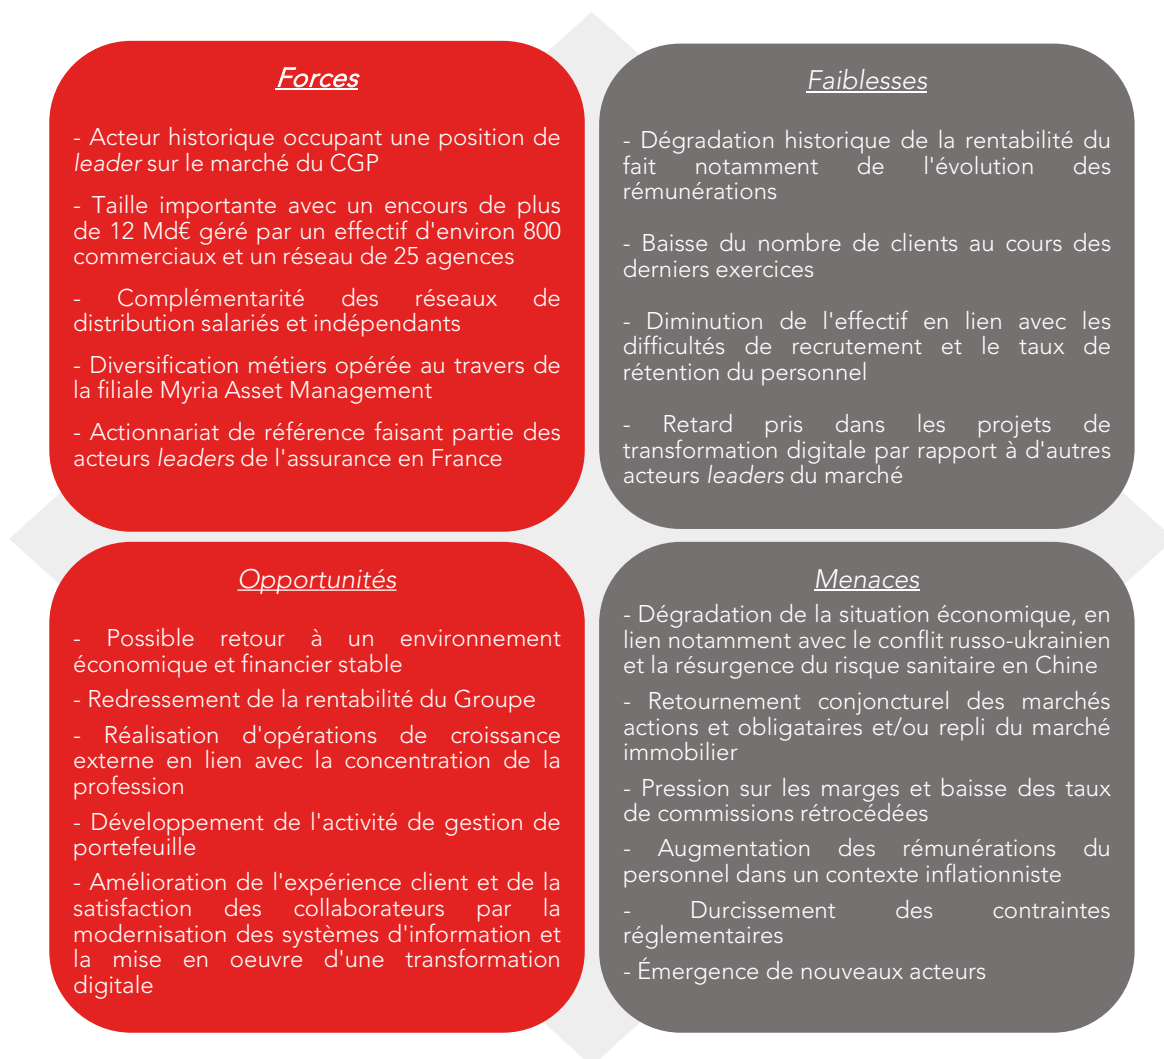 Forces
- Acteur historique occupant une position de
leader sur le marché du CGP
- Taille importante avec un encours de plus
de 12 Md€ géré par un effectif d'environ 800
commerciaux et un réseau de 25 agences
- Complémentarité des réseaux de
distribution salariés et indépendants
- Diversification métiers opérée au travers de
la filiale Myria Asset Management
- Actionnariat de référence faisant partie des
acteurs leaders de l'assurance en France
Faiblesses
- Dégradation historique de la rentabilité du
fait notamment de l'évolution des
rémunérations
- Baisse du nombre de clients au cours des
derniers exercices
- Diminution de l'effectif en lien avec les
difficultés de recrutement et le taux de
rétention du personnel
- Retard pris dans les projets de
transformation digitale par rapport à d'autres
acteurs leaders du marché
Opportunités
- Possible retour à un environnement
économique et financier stable
- Redressement de la rentabilité du Groupe
- Réalisation d'opérations de croissance
externe en lien avec la concentration de la
profession
- Développement de l'activité de gestion de
portefeuille
- Amélioration de l'expérience client et de la
satisfaction des collaborateurs par la
modernisation des systèmes d'information et
la mise en oeuvre d'une transformation
digitale
Menaces
- Dégradation de la situation économique, en
lien notamment avec le conflit russo-ukrainien
et la résurgence du risque sanitaire en Chine
- Retournement conjoncturel des marchés
actions et obligataires et/ou repli du marché
immobilier
- Pression sur les marges et baisse des taux
de commissions rétrocédées
- Augmentation des rémunérations du
personnel dans un contexte inflationniste
- Durcissement des contraintes
réglementaires
- Émergence de nouveaux acteurs